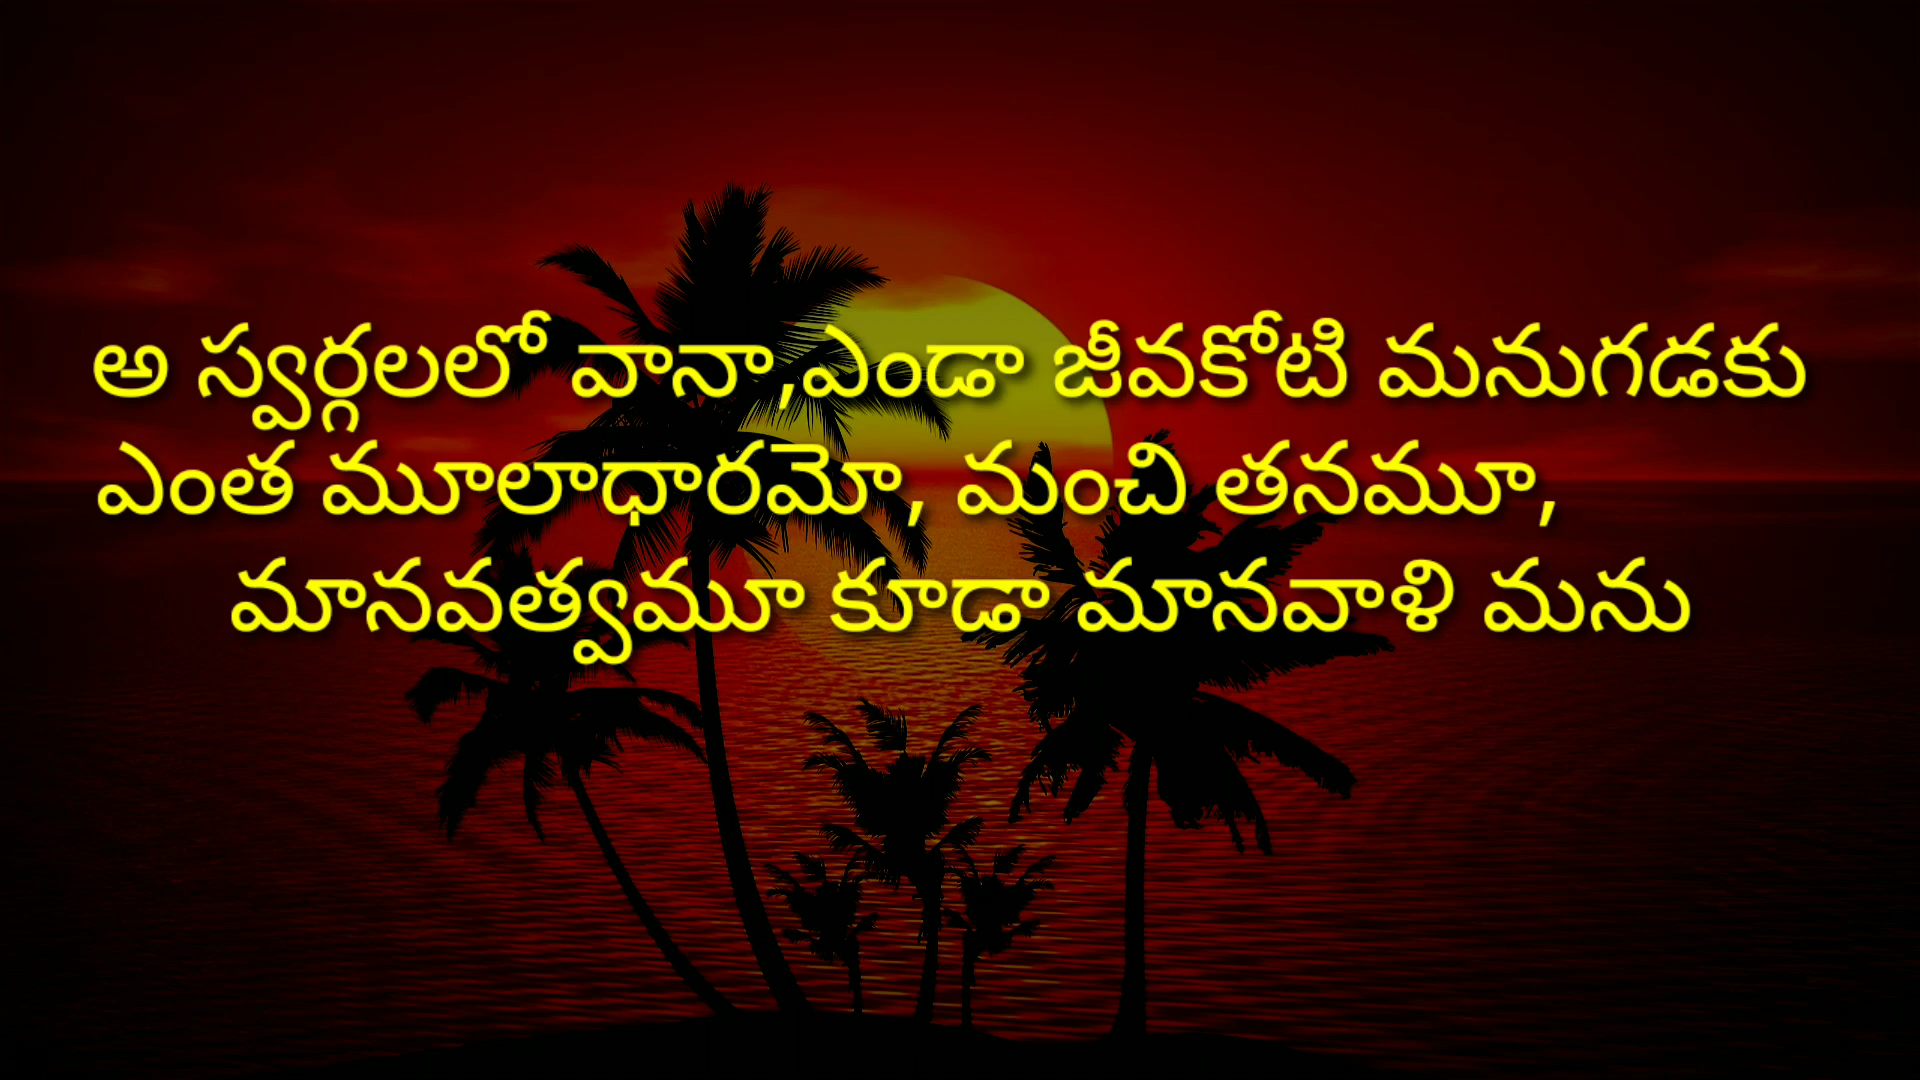 అ స్వర్గలలో వానా,ఎండా జీవకోటి మనుగడకు
ఎంత మూలాధారమో, మంచి తనమూ,
మానవత్వమూ కూడా మానవాళి మను